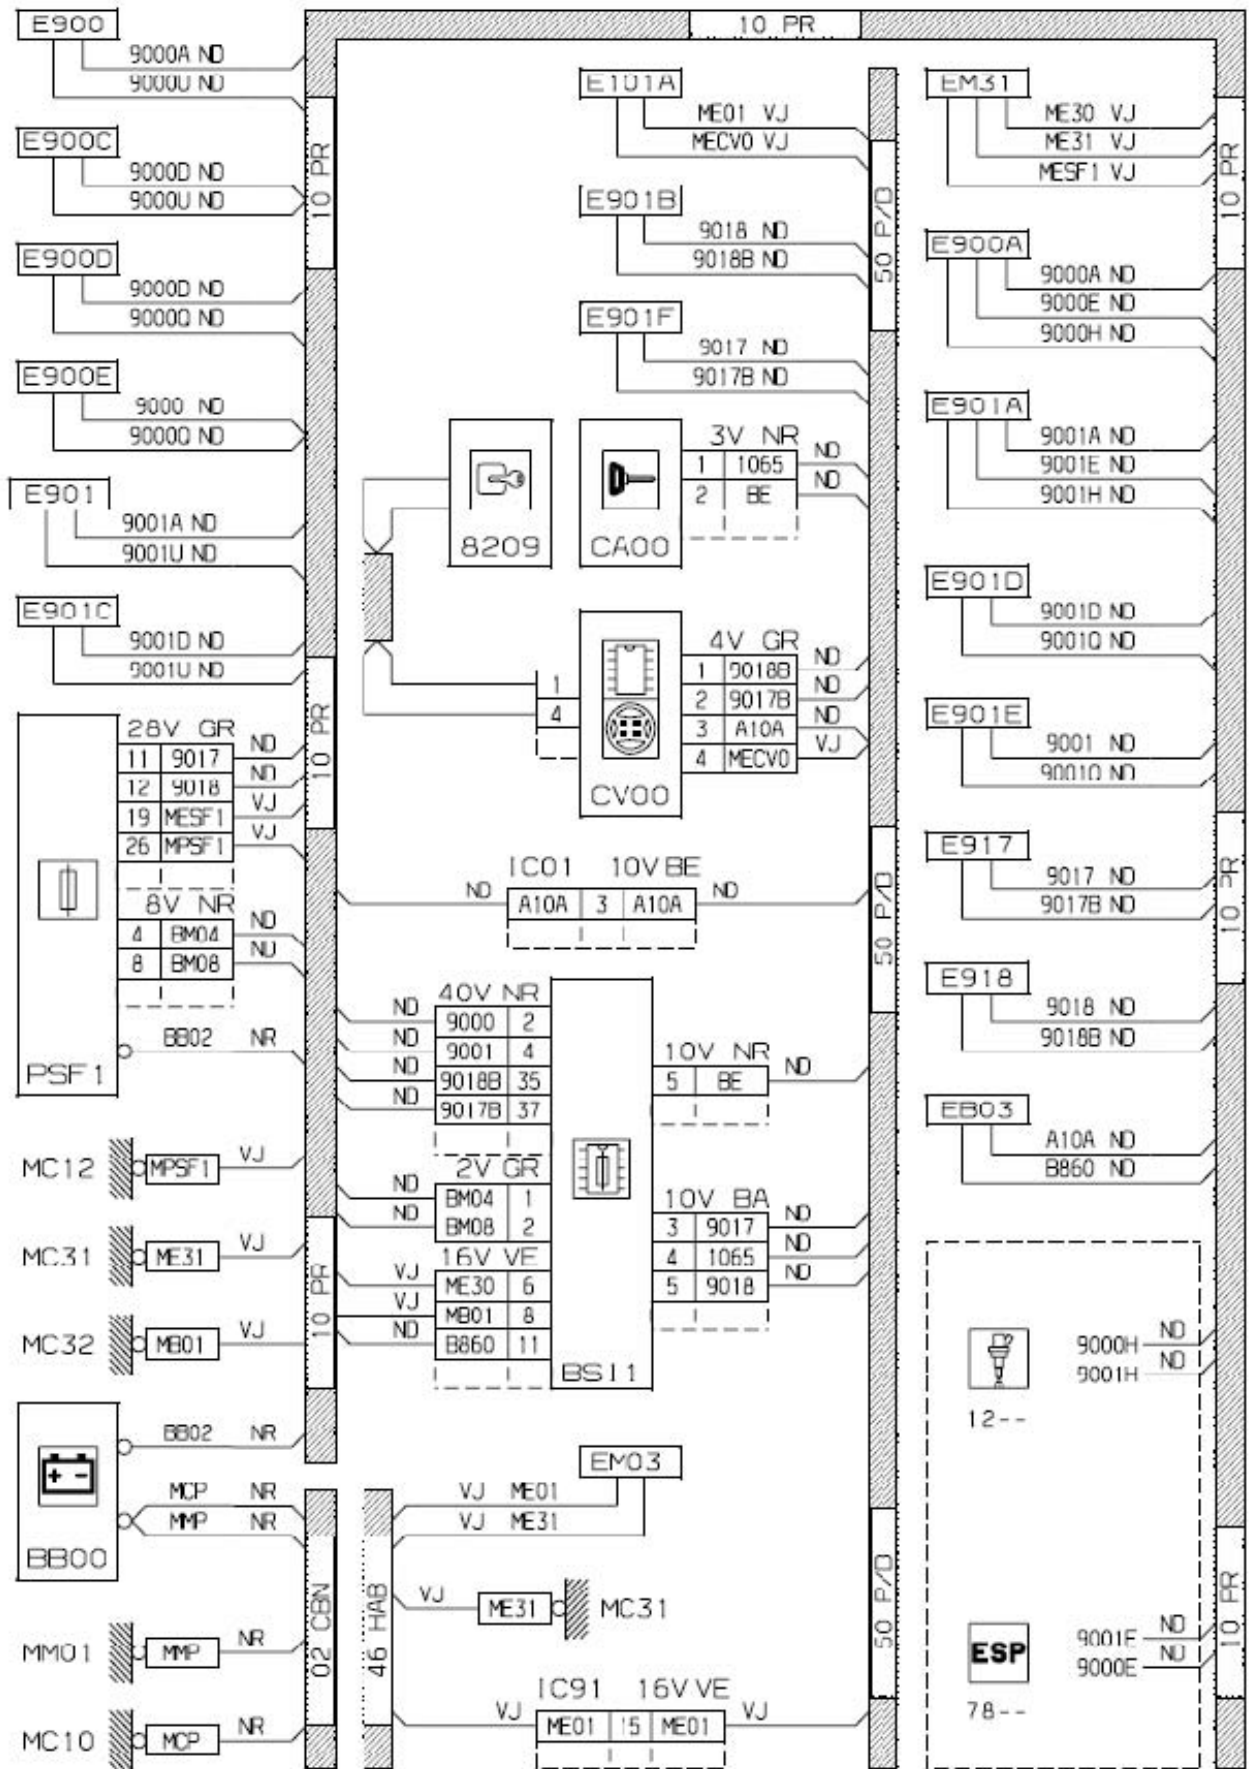 10 PR
E900
9000A ND
9000U ND
E900C
9000D ND
9000U ND
10 PR
E900D
9000D ND
9000Q ND
E900E
9000 ND
9000Q ND
E901
9001A ND
9001U ND
E901C
9001D ND
9001U ND
10 PR
28V GR
11 9017 ND
12 9018 ND
19 MESF1 VJ
26 MPSF1 VJ
8V NR
4 BM04 ND
8 BM08 ND
BB02 NR
PSF1
MC12 MPSF1 VJ
MC31 ME31 VJ
MC32 MB01 VJ
10 PR
BB02 NR
MCP NR
MMP NR
BB00
MM01 MMP NR
MC10 MCP NR
02 CBN
46 HAB
E101A
ME01 VJ
MECV0 VJ
E901B
9018 ND
9018B ND
50 P/D
E901F
9017 ND
9017B ND
8209
CA00
3V NR
1 1065 ND
2 BE ND
1
4
CV00
4V GR
1 9018B ND
2 9017B ND
3 A10A ND
4 MECV0 VJ
IC01 10V BE
ND A10A 3 A10A ND
50 P/D
40V NR
ND 9000 2
ND 9001 4
ND 9018B 35
ND 9017B 37
2V GR
ND BM04 1
ND BM08 2
16V VE
VJ ME30 6
VJ MB01 8
ND B860 11
BSI1
10V NR
5 BE ND
10V BA
3 9017 ND
4 1065 ND
5 9018 ND
EM03
VJ ME01
VJ ME31
VJ ME31 MC31
IC91 16V VE
VJ ME01 15 ME01 VJ
50 P/D
EM31
ME30 VJ
ME31 VJ
MESF1 VJ
10 PR
E900A
9000A ND
9000E ND
9000H ND
E901A
9001A ND
9001E ND
9001H ND
E901D
9001D ND
9001Q ND
E901E
9001 ND
9001Q ND
E917
9017 ND
9017B ND
10 PR
E918
9018 ND
9018B ND
EB03
A10A ND
B860 ND
9000H ND
9001H ND
12--
ESP
9001E ND
9000E ND
78--
10 PR